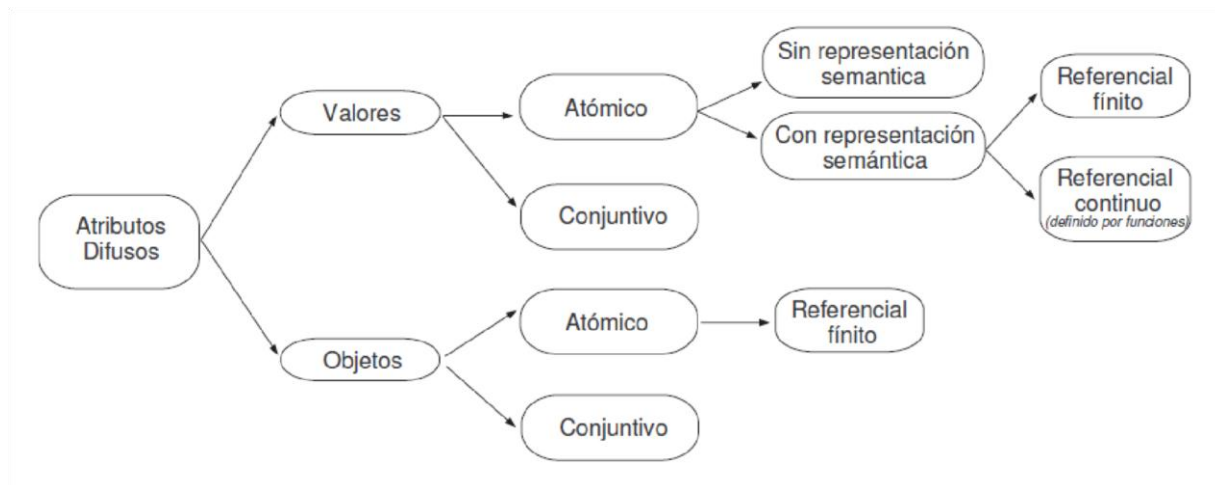 Atributos
Difusos
Valores
Objetos
Atómico
Conjuntivo
Atómico
Conjuntivo
Sin representación
semantica
Con representación
semántica
Referencial
fínito
Referencial
fínito
Referencial
continuo
(definido por funciones)